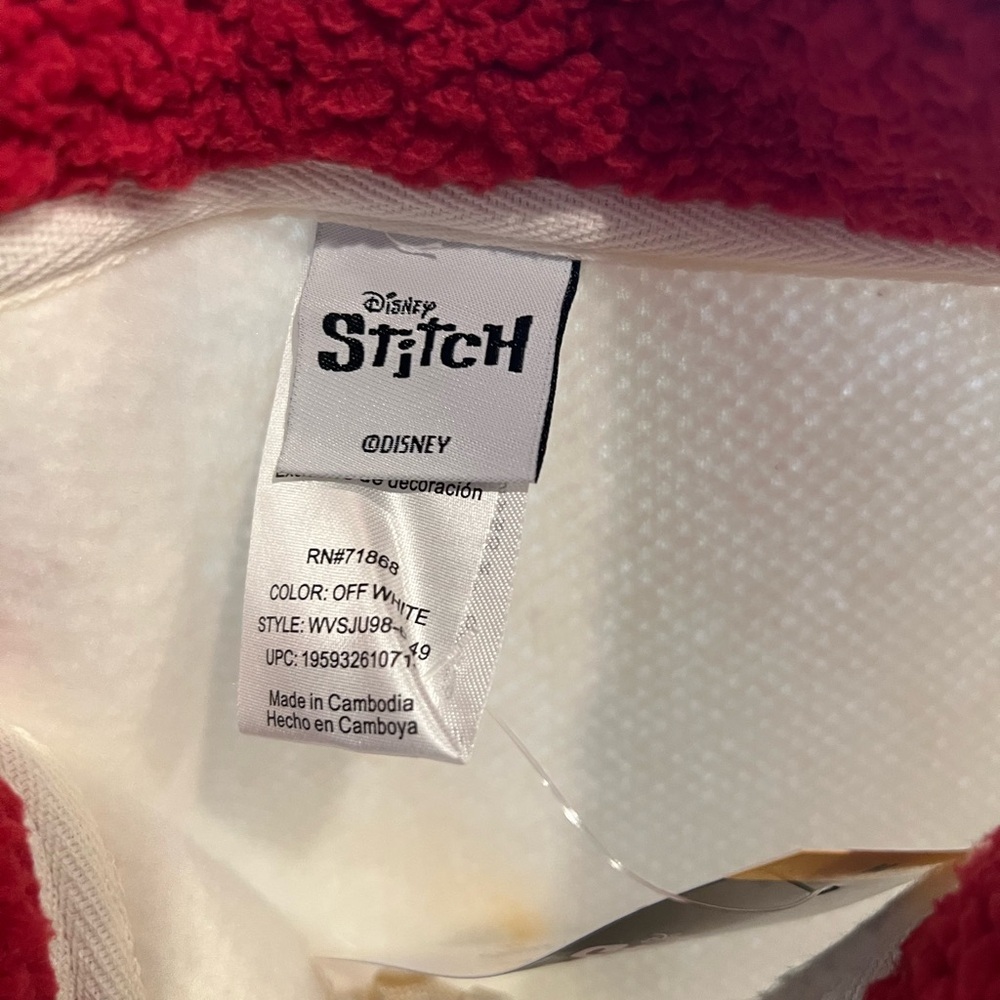 DISNEY
STiTCH
©DISNEY
de decoración
RN#71868
COLOR: OFF WHITE
STYLE: WVSJU98-
UPC: 1959326107
Made in Cambodia
Hecho en Camboya